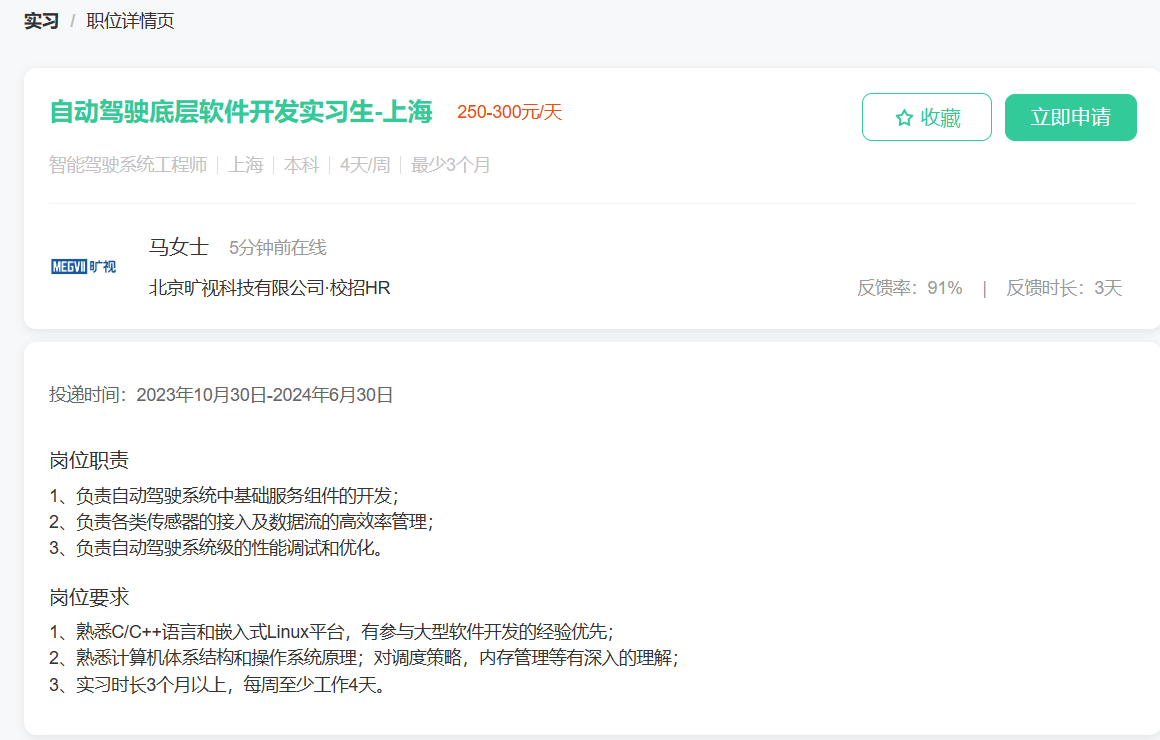 实习 / 职位详情页
自动驾驶底层软件开发实习生-上海 250-300元/天
收藏 立即申请
智能驾驶系统工程师 | 上海 | 本科 | 4天/周 | 最少3个月
马女士 5分钟前在线
MEGVII 旷视
北京旷视科技有限公司·校招HR 反馈率：91% | 反馈时长：3天
投递时间：2023年10月30日-2024年6月30日
岗位职责
1、负责自动驾驶系统中基础服务组件的开发；
2、负责各类传感器的接入及数据流的高效率管理；
3、负责自动驾驶系统级的性能调试和优化。
岗位要求
1、熟悉C/C++语言和嵌入式Linux平台，有参与大型软件开发的经验优先；
2、熟悉计算机体系结构和操作系统原理；对调度策略，内存管理等有深入的理解；
3、实习时长3个月以上，每周至少工作4天。